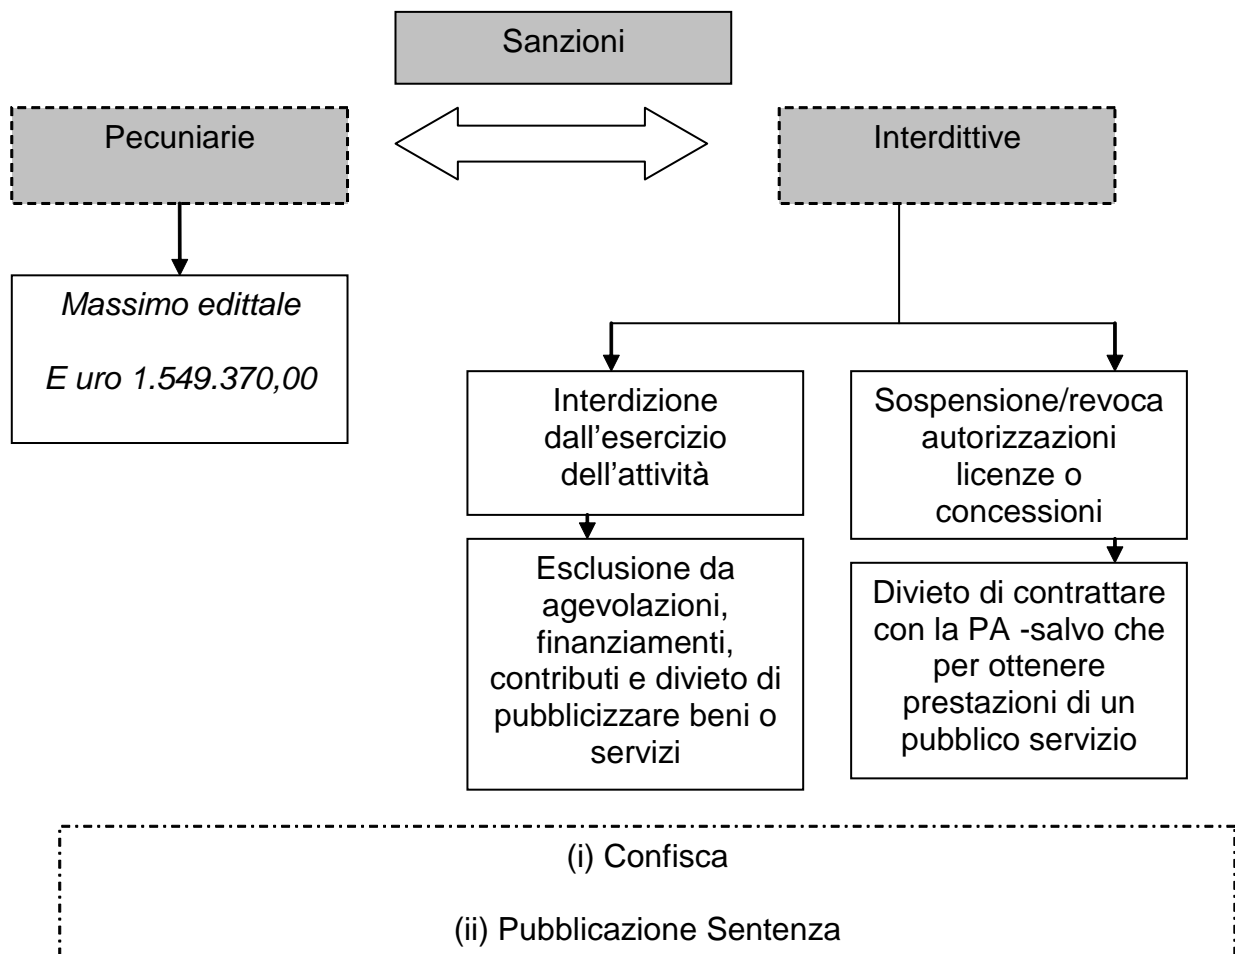 Sanzioni
Pecuniarie
Interdittive
Massimo edittale
E uro 1.549.370,00
Interdizione
dall'esercizio
dell'attività
Sospensione/revoca
autorizzazioni
licenze o
concessioni
Esclusione da
agevolazioni,
finanziamenti,
contributi e divieto di
pubblicizzare beni o
servizi
Divieto di contrattare
con la PA -salvo che
per ottenere
prestazioni di un
pubblico servizio
(i) Confisca
(ii) Pubblicazione Sentenza